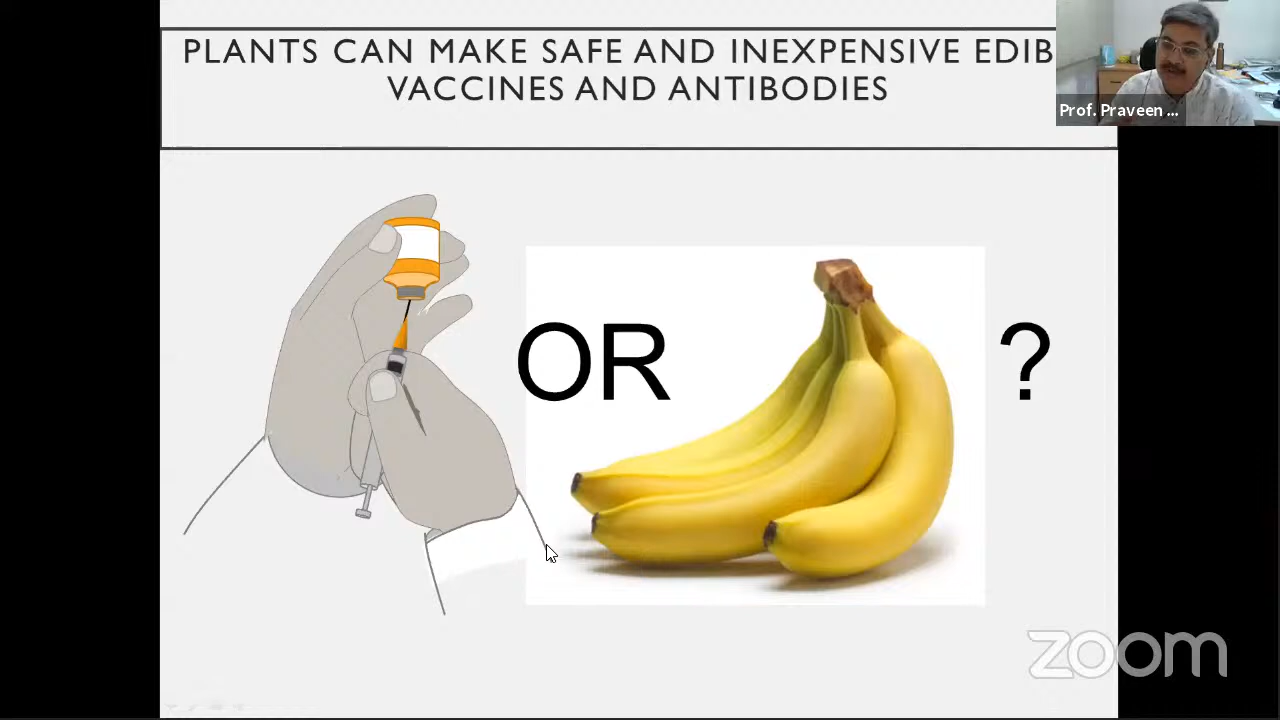 PLANTS CAN MAKE SAFE AND INEXPENSIVE EDIB
VACCINES AND ANTIBODIES
Prof. Praveen ...
OR
?
zoom